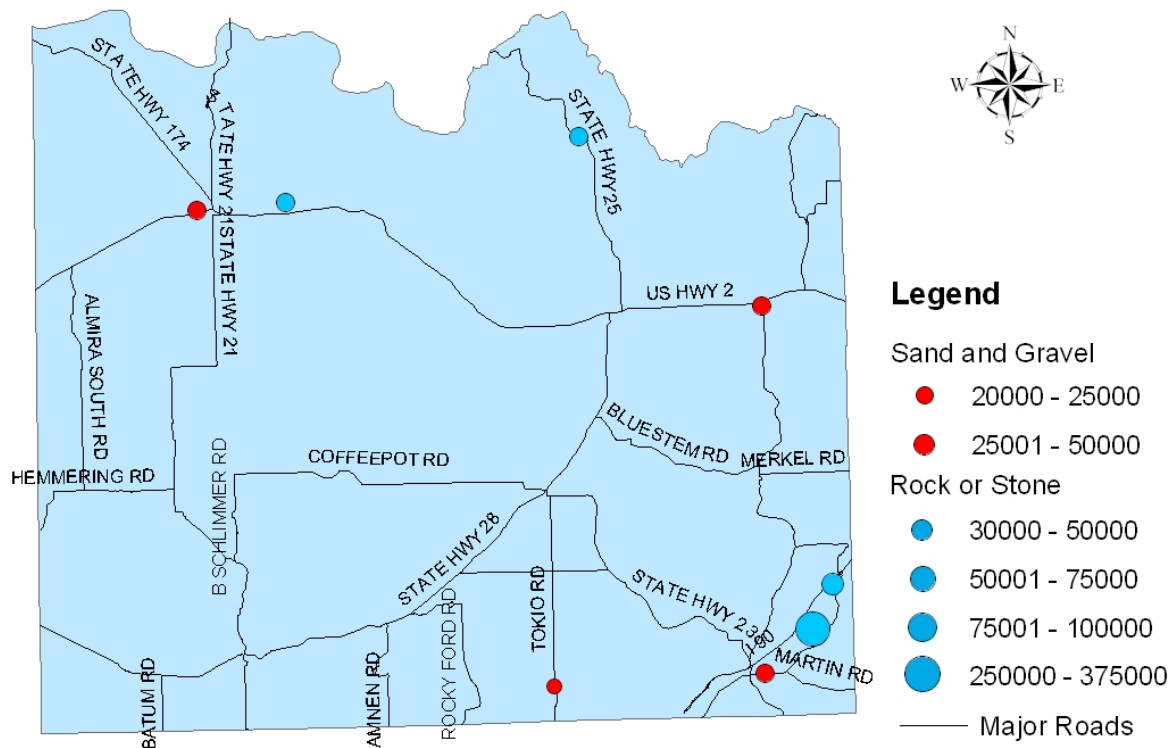 N
W E
S
STATE HWY 174
STATE HWY 21
STATE HWY 21
STATE HWY 25
US HWY 2
ALMIRA SOUTH RD
HEMMERING RD
B SCHLIMMER RD
COFFEEPOT RD
BLUESTEM RD
MERKEL RD
STATE HWY 28
TOKIO RD
STATE HWY 23
I 90
MARTIN RD
BATUM RD
AMNEN RD
ROCKY FORD RD
Legend
Sand and Gravel
20000 - 25000
25001 - 50000
Rock or Stone
30000 - 50000
50001 - 75000
75001 - 100000
250000 - 375000
Major Roads